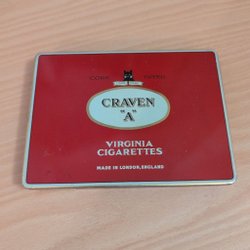 CORK TIPPED
CRAVEN
"A"
VIRGINIA
CIGARETTES
MADE IN LONDON, ENGLAND